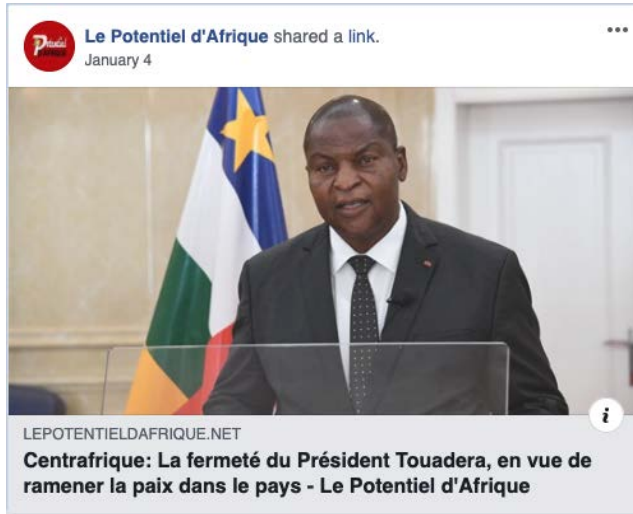 Le Potentiel d'Afrique shared a link.
January 4
LEPOTENTIELDAFRIQUE.NET
Centrafrique: La fermeté du Président Touadera, en vue de
ramener la paix dans le pays - Le Potentiel d'Afrique